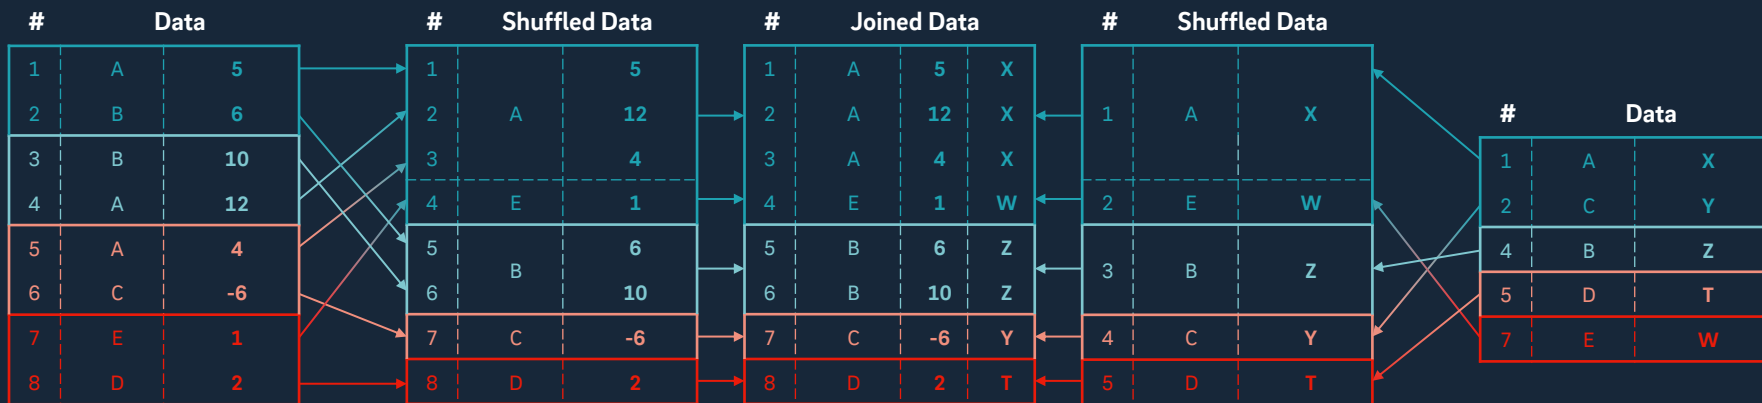 # Data # Shuffled Data # Joined Data # Shuffled Data
1 A 5 1 5 1 A 5 X
2 B 6 2 A 12 2 A 12 X 1 A X # Data
3 B 10 3 4 3 A 4 X 1 A X
4 A 12 4 E 1 4 E 1 W 2 E W 2 C Y
5 A 4 5 6 5 B 6 Z 4 B Z
B 3 B Z
6 C -6 6 10 6 B 10 Z 5 D T
7 E 1 7 C -6 7 C -6 Y 4 C Y 7 E W
8 D 2 8 D 2 8 D 2 T 5 D T